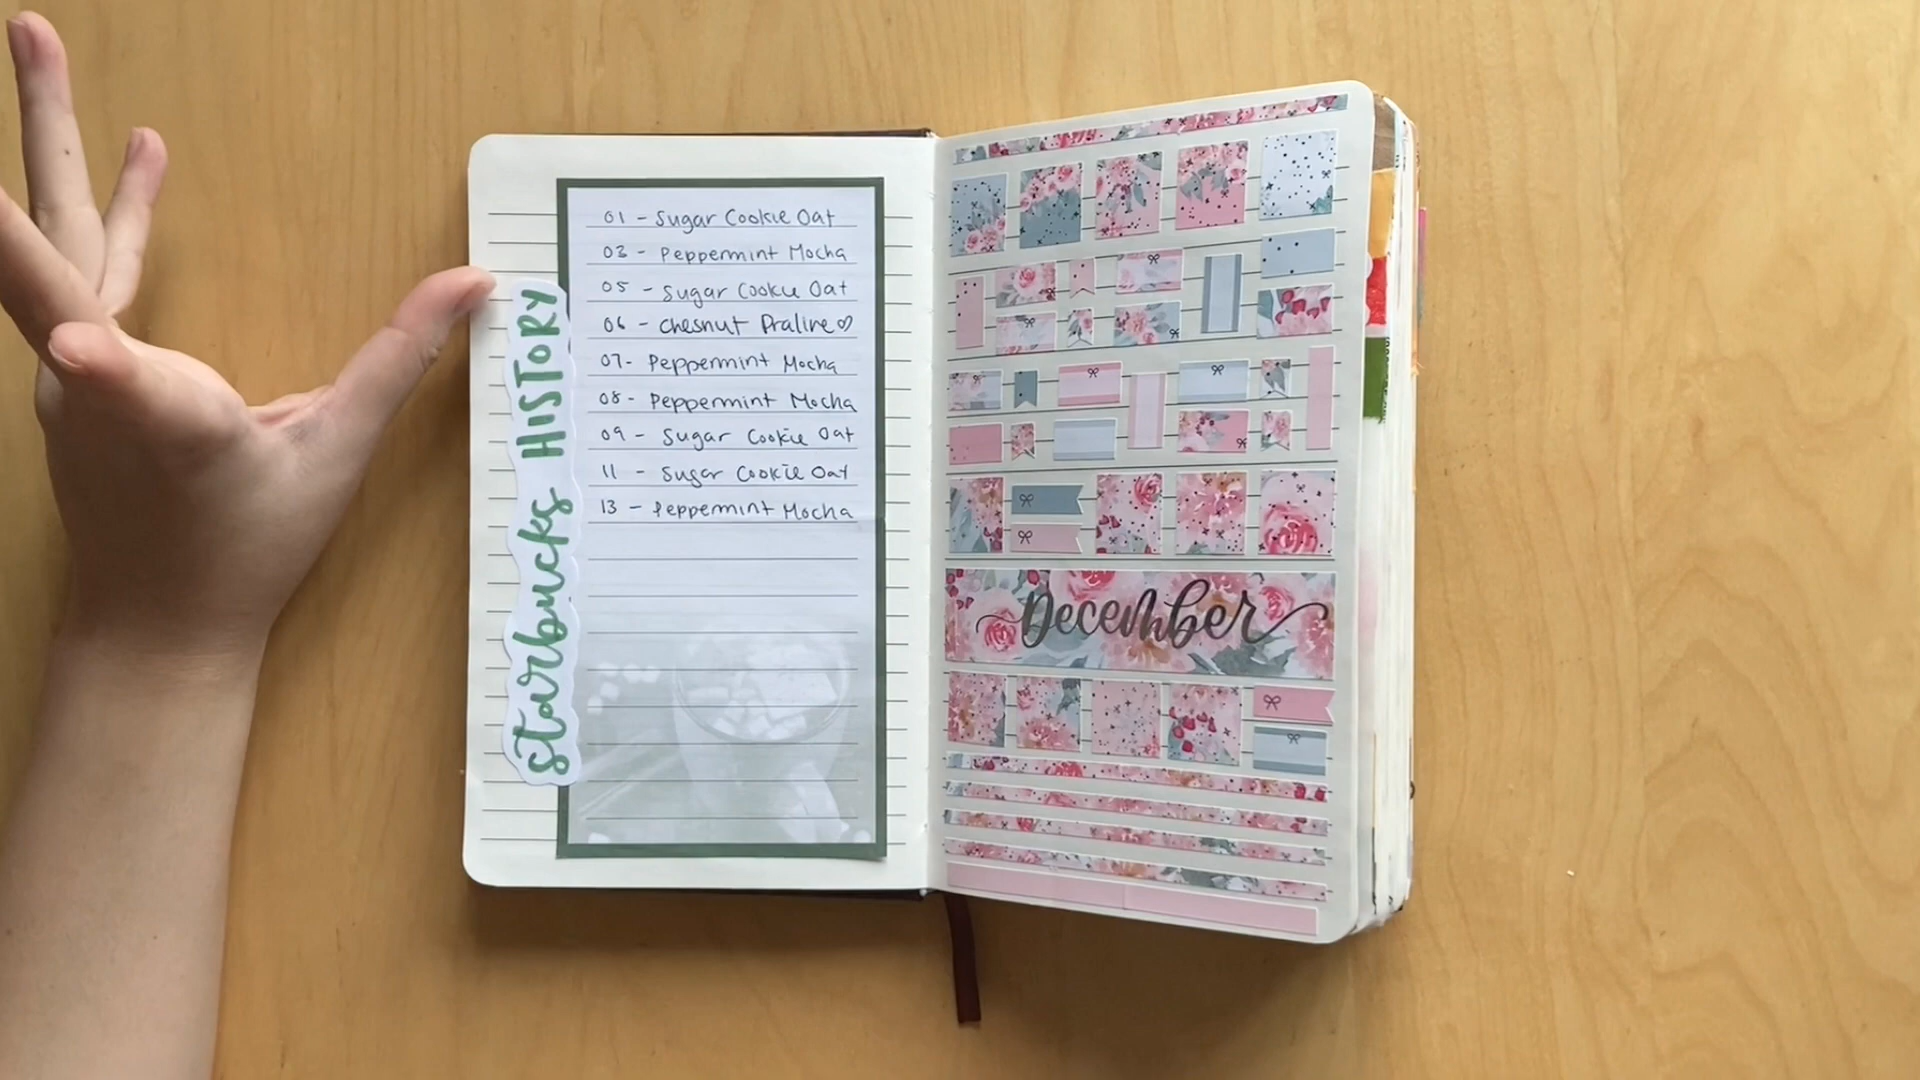 starbucks HISTORY
01 - Sugar Cookie Oat
03 - Peppermint Mocha
05 - Sugar Cookie Oat
06 - Chesnut Praline♡
07- Peppermint Mocha
08 - Peppermint Mocha
09 - Sugar Cookie Oat
11 - Sugar Cookie Oat
13 - Peppermint Mocha
December